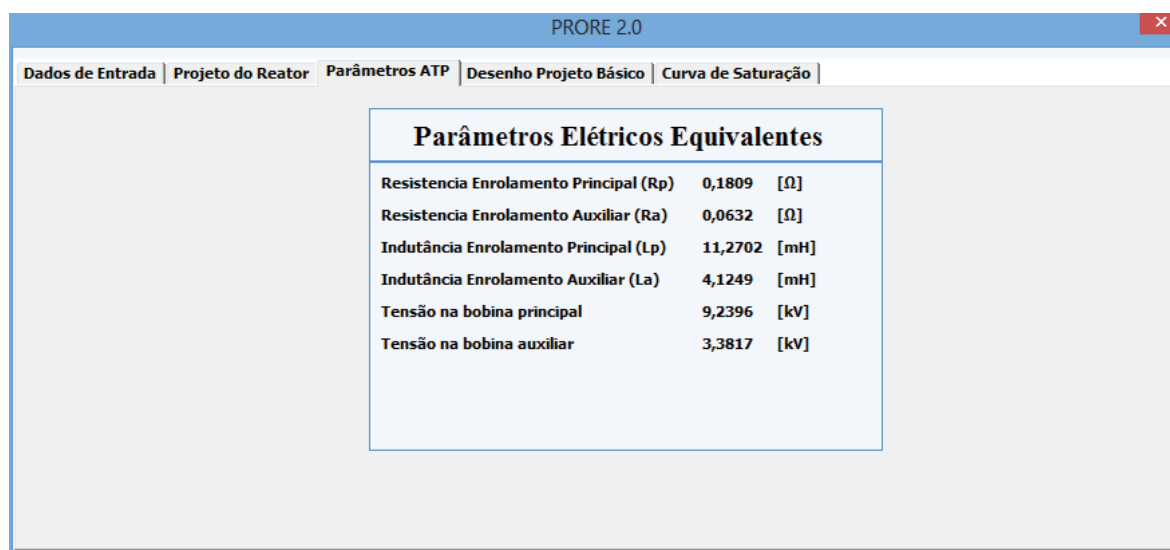 PRORE 2.0
Dados de Entrada Projeto do Reator Parâmetros ATP Desenho Projeto Básico Curva de Saturação
Parâmetros Elétricos Equivalentes
Resistencia Enrolamento Principal (Rp) 0,1809 [Ω]
Resistencia Enrolamento Auxiliar (Ra) 0,0632 [Ω]
Indutância Enrolamento Principal (Lp) 11,2702 [mH]
Indutância Enrolamento Auxiliar (La) 4,1249 [mH]
Tensão na bobina principal 9,2396 [kV]
Tensão na bobina auxiliar 3,3817 [kV]